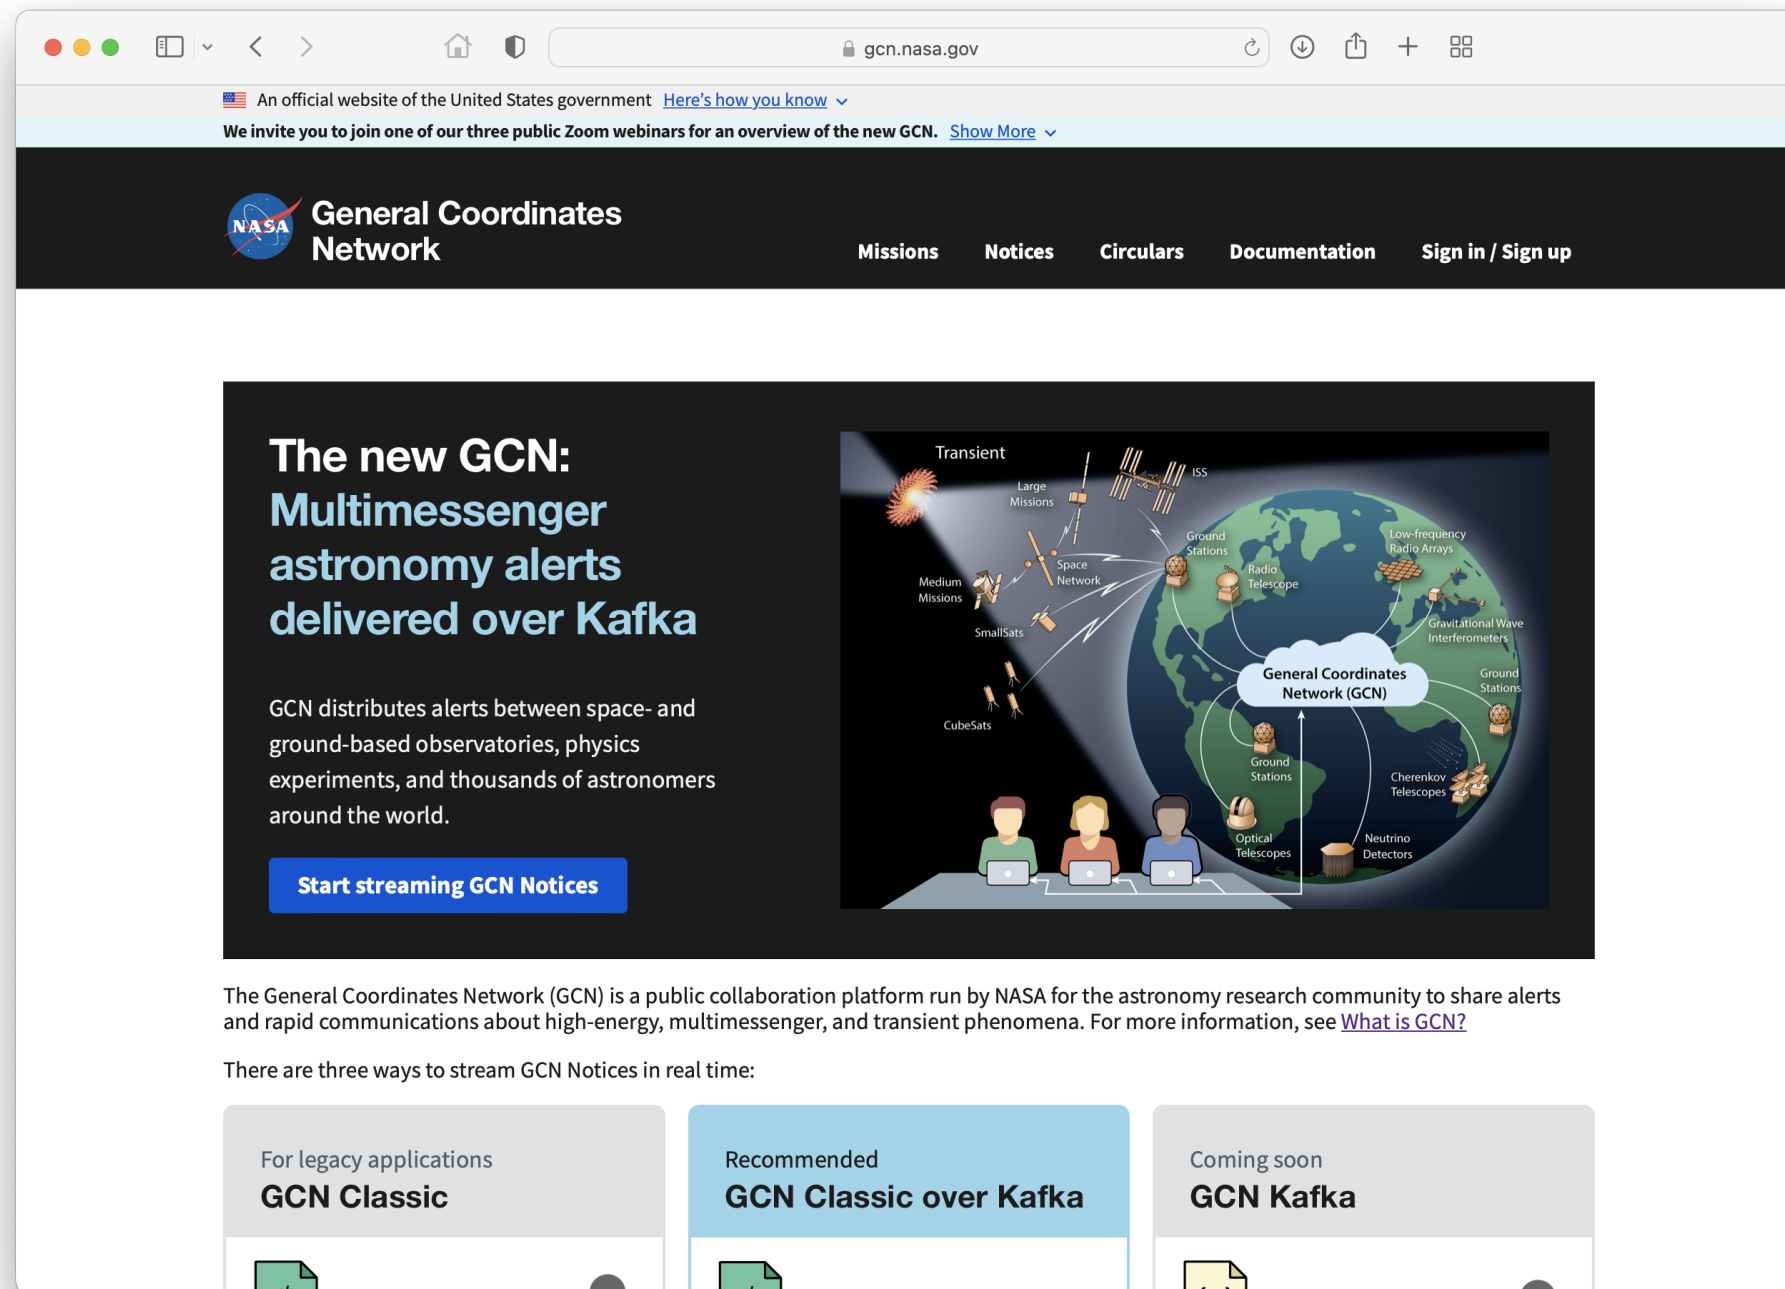 gcn.nasa.gov
An official website of the United States government Here's how you know
We invite you to join one of our three public Zoom webinars for an overview of the new GCN. Show More
NASA
General Coordinates
Network
Missions Notices Circulars Documentation Sign in / Sign up
The new GCN:
Multimessenger
astronomy alerts
delivered over Kafka
GCN distributes alerts between space- and
ground-based observatories, physics
experiments, and thousands of astronomers
around the world.
Start streaming GCN Notices
Transient
ISS
Large
Missions
Ground
Stations
Low-frequency
Radio Arrays
Space
Network
Radio
Telescope
Medium
Missions
SmallSats
Gravitational Wave
Interferometers
General Coordinates
Network (GCN)
Ground
Stations
CubeSats
Ground
Stations
Cherenkov
Telescopes
Optical
Telescopes
Neutrino
Detectors
The General Coordinates Network (GCN) is a public collaboration platform run by NASA for the astronomy research community to share alerts
and rapid communications about high-energy, multimessenger, and transient phenomena. For more information, see What is GCN?
There are three ways to stream GCN Notices in real time:
For legacy applications
GCN Classic
Recommended
GCN Classic over Kafka
Coming soon
GCN Kafka